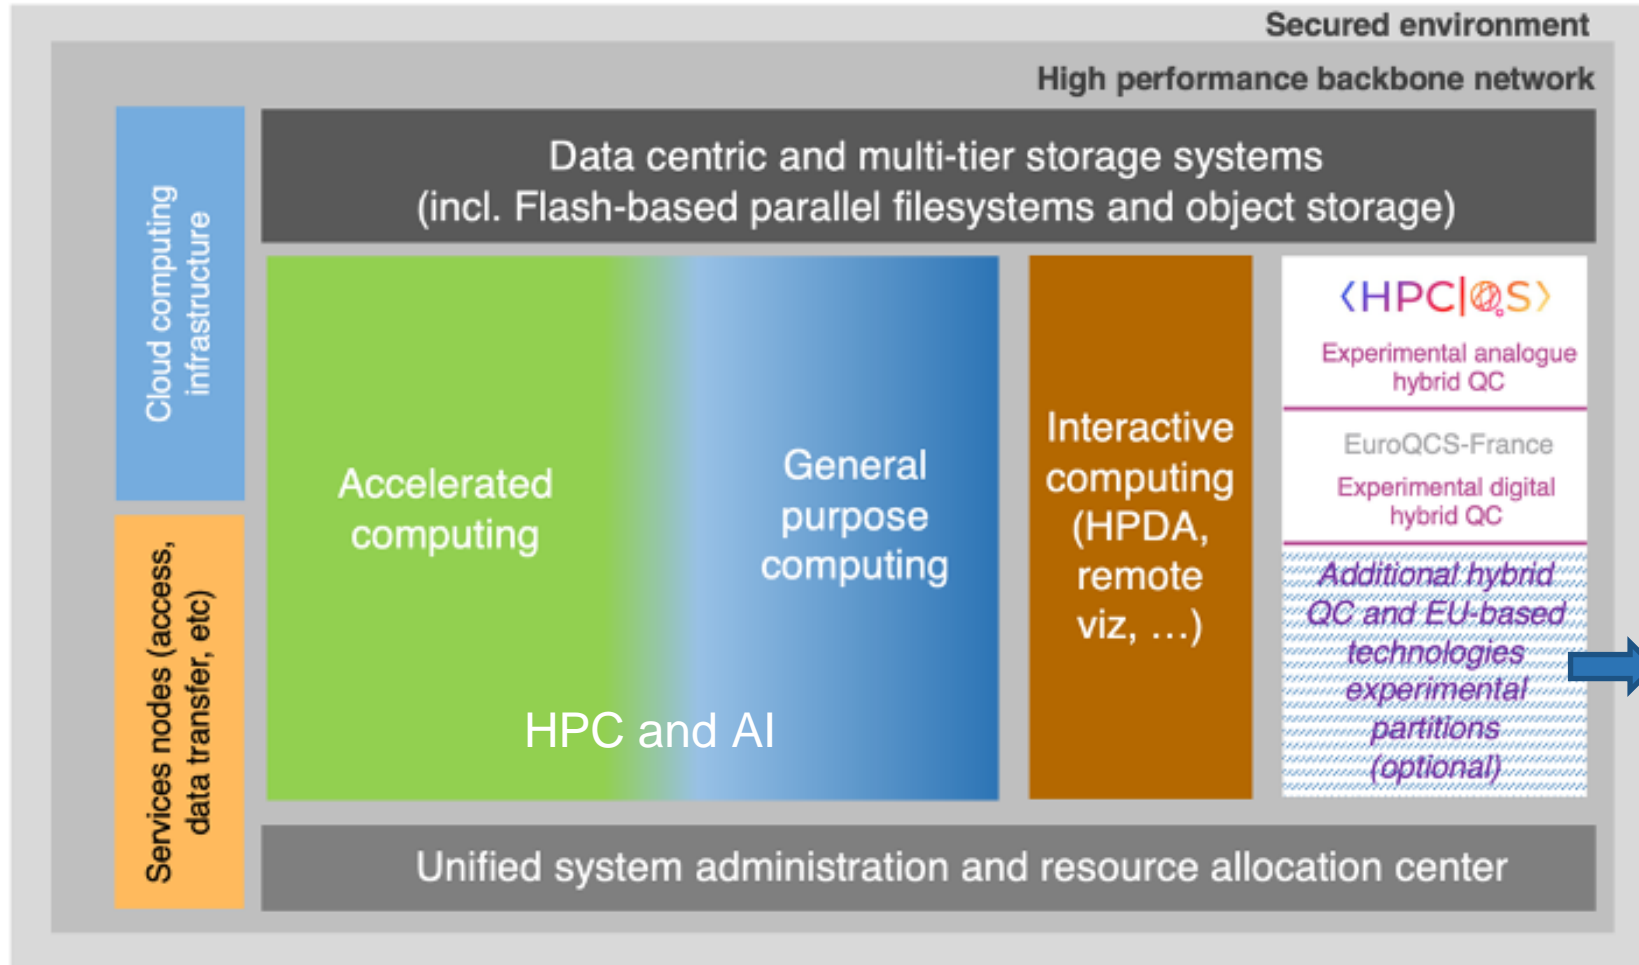 Secured environment
High performance backbone network
Cloud computing
infrastructure
Services nodes (access,
data transfer, etc)
Data centric and multi-tier storage systems
(incl. Flash-based parallel filesystems and object storage)
Accelerated
computing
General
purpose
computing
HPC and AI
Interactive
computing
(HPDA,
remote
viz, …)
⟨HPC|QS⟩
Experimental analogue
hybrid QC
EuroQCS-France
Experimental digital
hybrid QC
Additional hybrid
QC and EU-based
technologies
experimental
partitions
(optional)
Unified system administration and resource allocation center